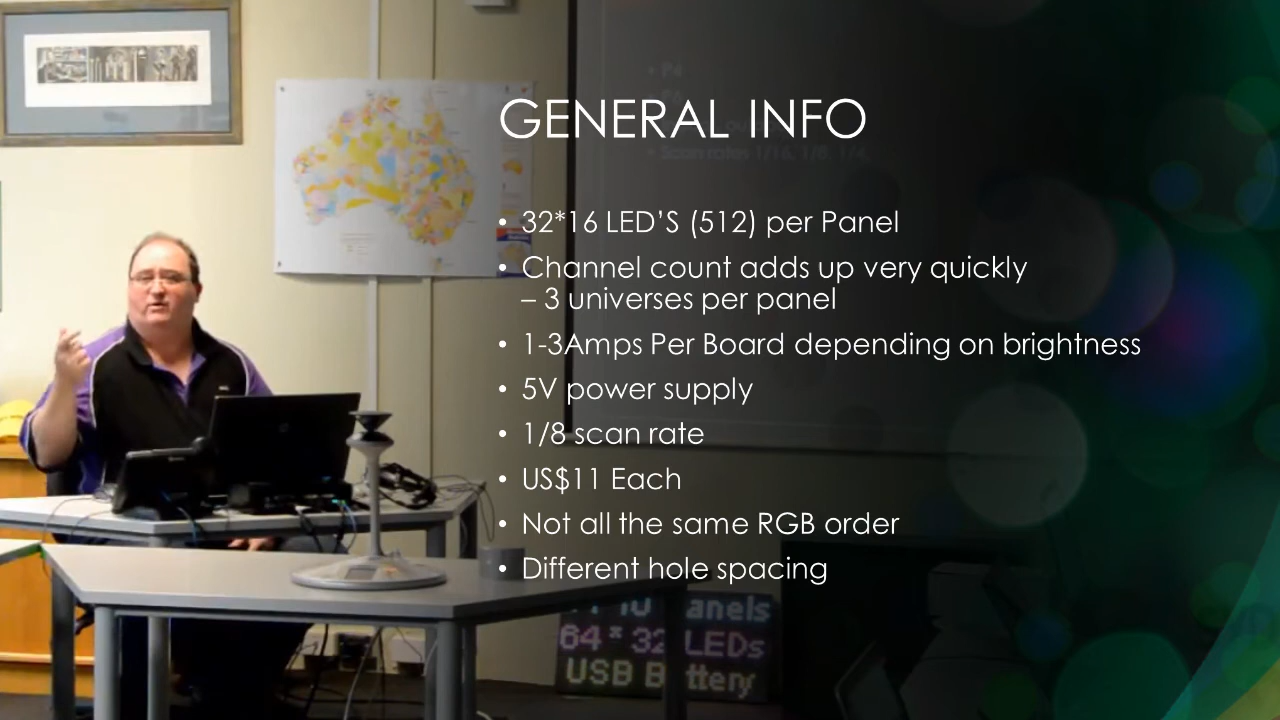 GENERAL INFO
• 32*16 LED’S (512) per Panel
• Channel count adds up very quickly
– 3 universes per panel
• 1-3Amps Per Board depending on brightness
• 5V power supply
• 1/8 scan rate
• US$11 Each
• Not all the same RGB order
• Different hole spacing
64*32 LEDs
USB